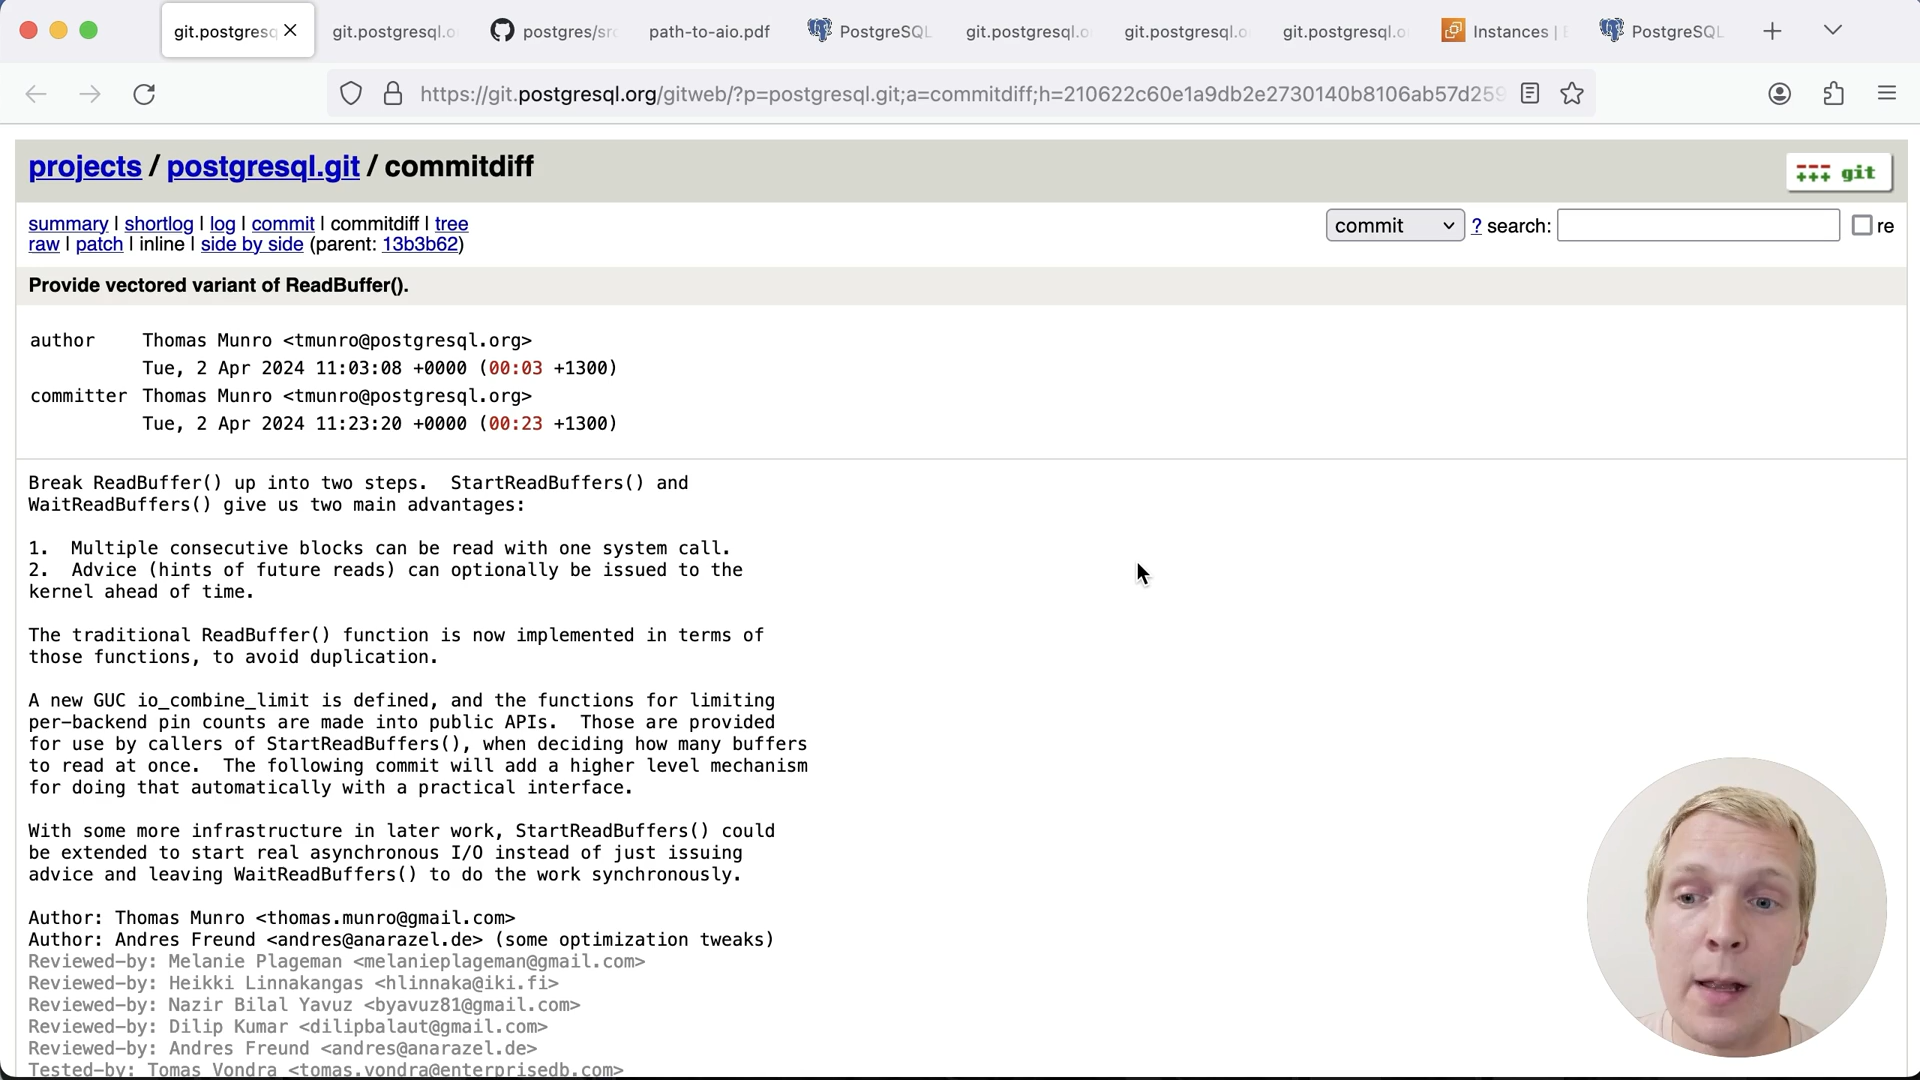 git.postgresq
git.postgresql.o
postgres/src
path-to-aio.pdf
PostgreSQL
git.postgresql.o
git.postgresql.o
git.postgresql.o
Instances |
PostgreSQL
https://git.postgresql.org/gitweb/?p=postgresql.git;a=commitdiff;h=210622c60e1a9db2e2730140b8106ab57d259
projects / postgresql.git / commitdiff
git
summary | shortlog | log | commit | commitdiff | tree
commit ? search: re
raw | patch | inline | side by side (parent: 13b3b62)
Provide vectored variant of ReadBuffer().
author Thomas Munro <tmunro@postgresql.org>
Tue, 2 Apr 2024 11:03:08 +0000 (00:03 +1300)
committer Thomas Munro <tmunro@postgresql.org>
Tue, 2 Apr 2024 11:23:20 +0000 (00:23 +1300)
Break ReadBuffer() up into two steps.  StartReadBuffers() and
WaitReadBuffers() give us two main advantages:
1.  Multiple consecutive blocks can be read with one system call.
2.  Advice (hints of future reads) can optionally be issued to the
kernel ahead of time.
The traditional ReadBuffer() function is now implemented in terms of
those functions, to avoid duplication.
A new GUC io_combine_limit is defined, and the functions for limiting
per-backend pin counts are made into public APIs.  Those are provided
for use by callers of StartReadBuffers(), when deciding how many buffers
to read at once.  The following commit will add a higher level mechanism
for doing that automatically with a practical interface.
With some more infrastructure in later work, StartReadBuffers() could
be extended to start real asynchronous I/O instead of just issuing
advice and leaving WaitReadBuffers() to do the work synchronously.
Author: Thomas Munro <thomas.munro@gmail.com>
Author: Andres Freund <andres@anarazel.de> (some optimization tweaks)
Reviewed-by: Melanie Plageman <melanieplageman@gmail.com>
Reviewed-by: Heikki Linnakangas <hlinnaka@iki.fi>
Reviewed-by: Nazir Bilal Yavuz <byavuz81@gmail.com>
Reviewed-by: Dilip Kumar <dilipbalaut@gmail.com>
Reviewed-by: Andres Freund <andres@anarazel.de>
Tested-by: Tomas Vondra <tomas.vondra@enterprisedb.com>